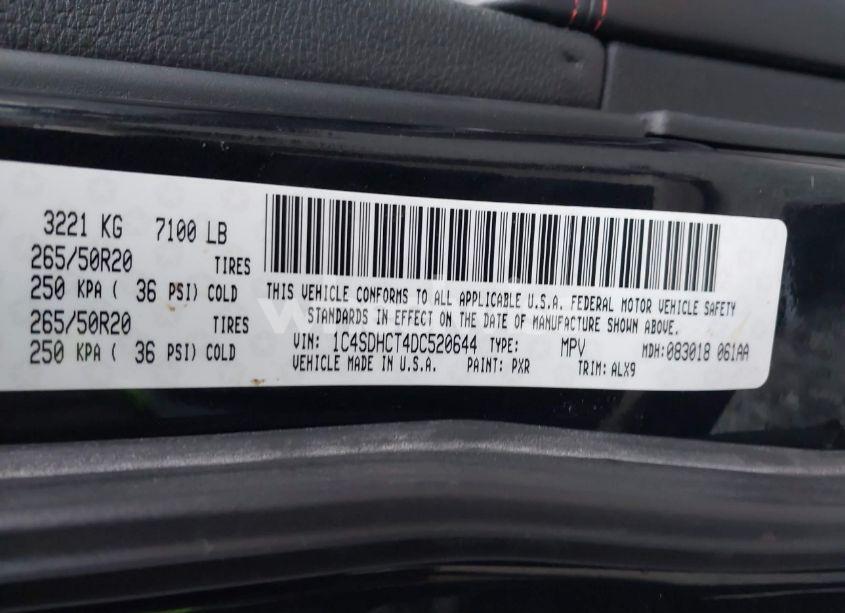 3221 KG 7100 LB
265/50R20 TIRES
250 KPA ( 36 PSI) COLD
265/50R20 TIRES
250 KPA ( 36 PSI) COLD
THIS VEHICLE CONFORMS TO ALL APPLICABLE U.S.A. FEDERAL MOTOR VEHICLE SAFETY
STANDARDS IN EFFECT ON THE DATE OF MANUFACTURE SHOWN ABOVE.
VIN: 1C4SDHCT4DC520644 TYPE: MPV MDH:083018 061AA
VEHICLE MADE IN U.S.A. PAINT: PXR TRIM: ALX9